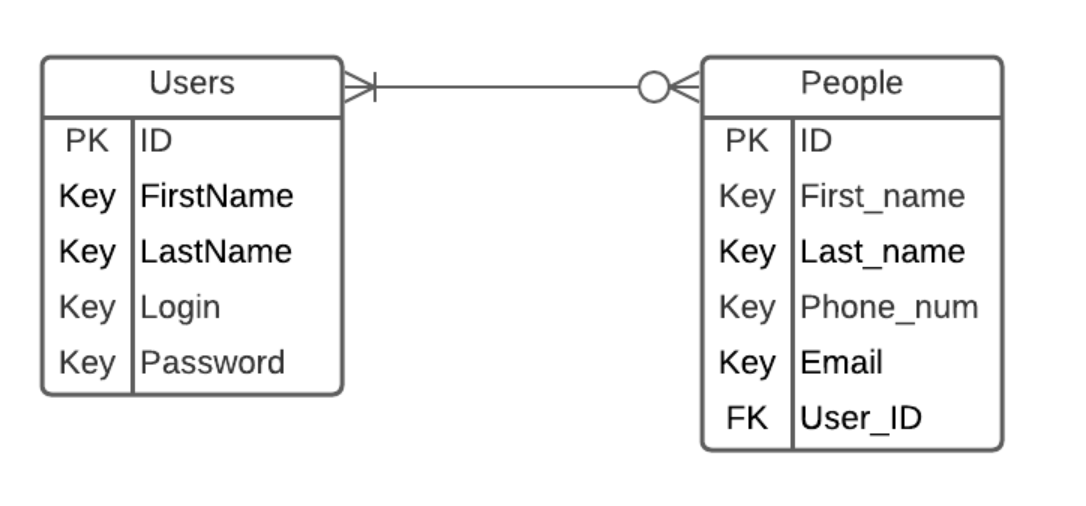 Users
PK ID
Key FirstName
Key LastName
Key Login
Key Password
People
PK ID
Key First_name
Key Last_name
Key Phone_num
Key Email
FK User_ID